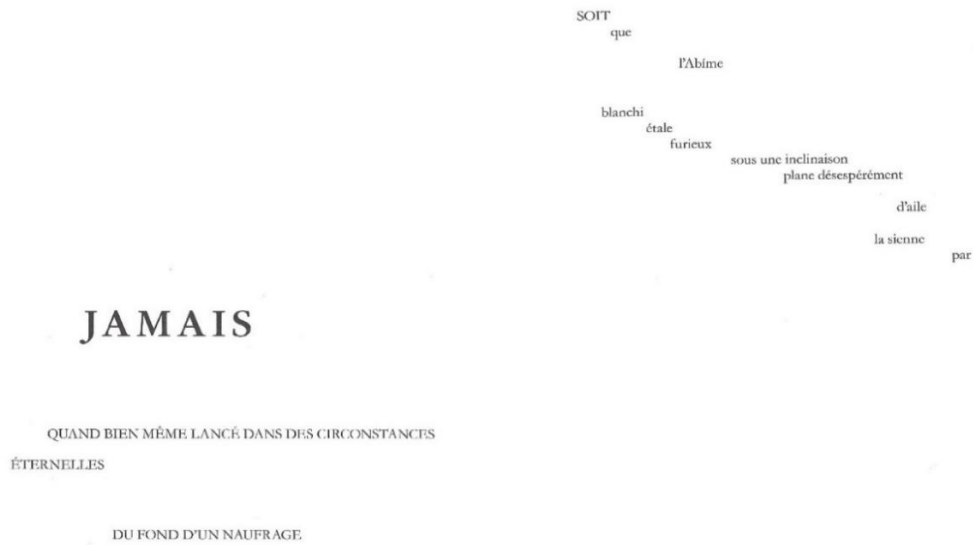 JAMAIS
QUAND BIEN MÊME LANCÉ DANS DES CIRCONSTANCES
ÉTERNELLES
DU FOND D'UN NAUFRAGE
SOIT
que
l'Abîme
blanchi
étale
furieux
sous une inclinaison
plane désespérément
d'aile
la sienne
par